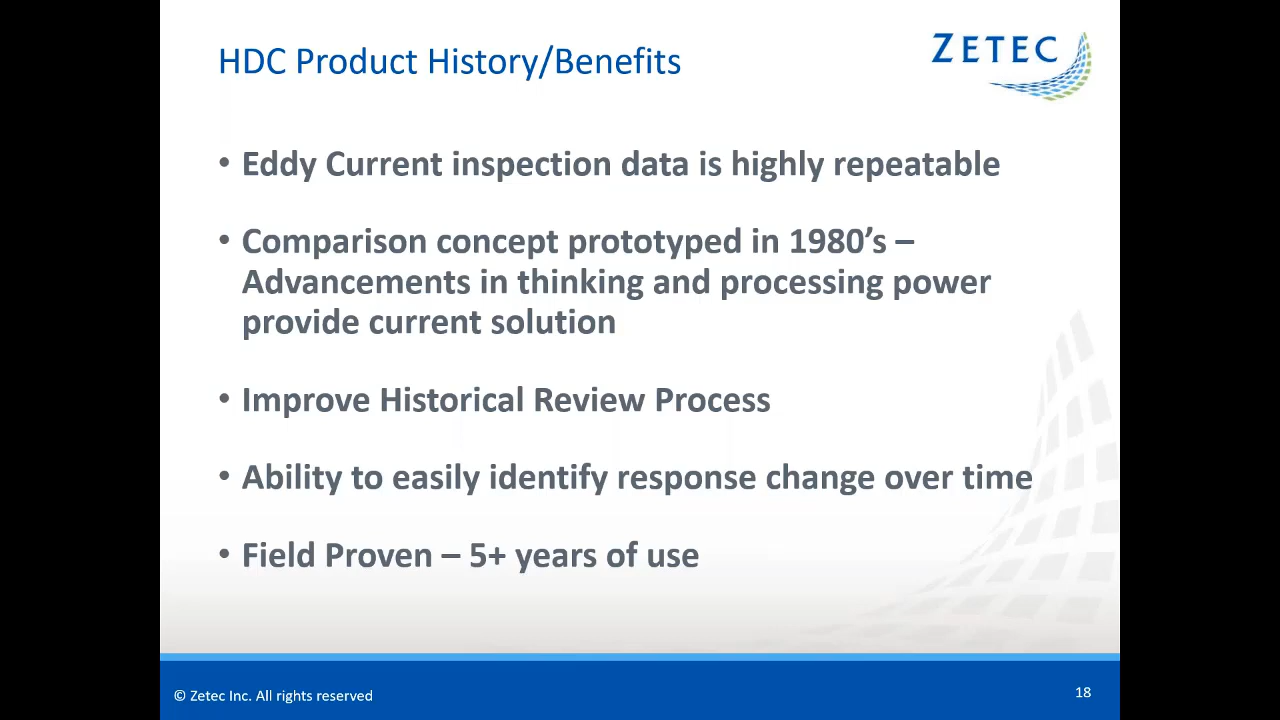 HDC Product History/Benefits
ZETEC
• Eddy Current inspection data is highly repeatable
• Comparison concept prototyped in 1980’s –
Advancements in thinking and processing power
provide current solution
• Improve Historical Review Process
• Ability to easily identify response change over time
• Field Proven – 5+ years of use
© Zetec Inc. All rights reserved
18